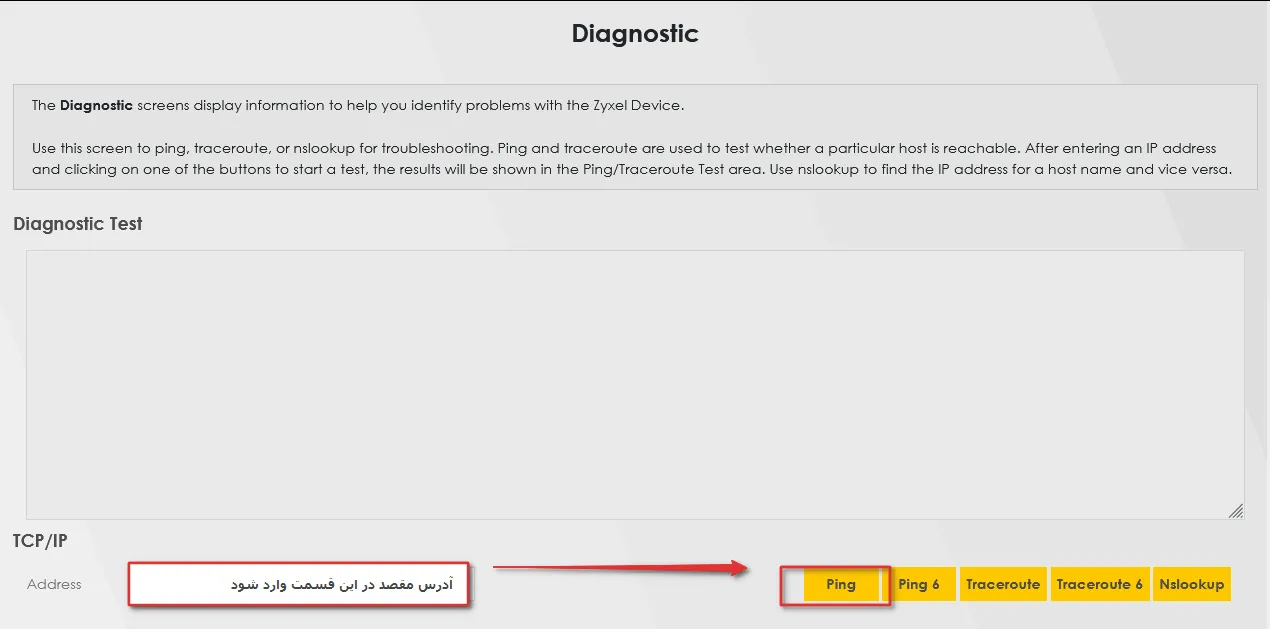 Diagnostic
The Diagnostic screens display information to help you identify problems with the Zyxel Device.
Use this screen to ping, traceroute, or nslookup for troubleshooting. Ping and traceroute are used to test whether a particular host is reachable. After entering an IP address
and clicking on one of the buttons to start a test, the results will be shown in the Ping/Traceroute Test area. Use nslookup to find the IP address for a host name and vice versa.
Diagnostic Test
TCP/IP
Address آدرس مقصد در این قسمت وارد شود Ping Ping 6 Traceroute Traceroute 6 Nslookup